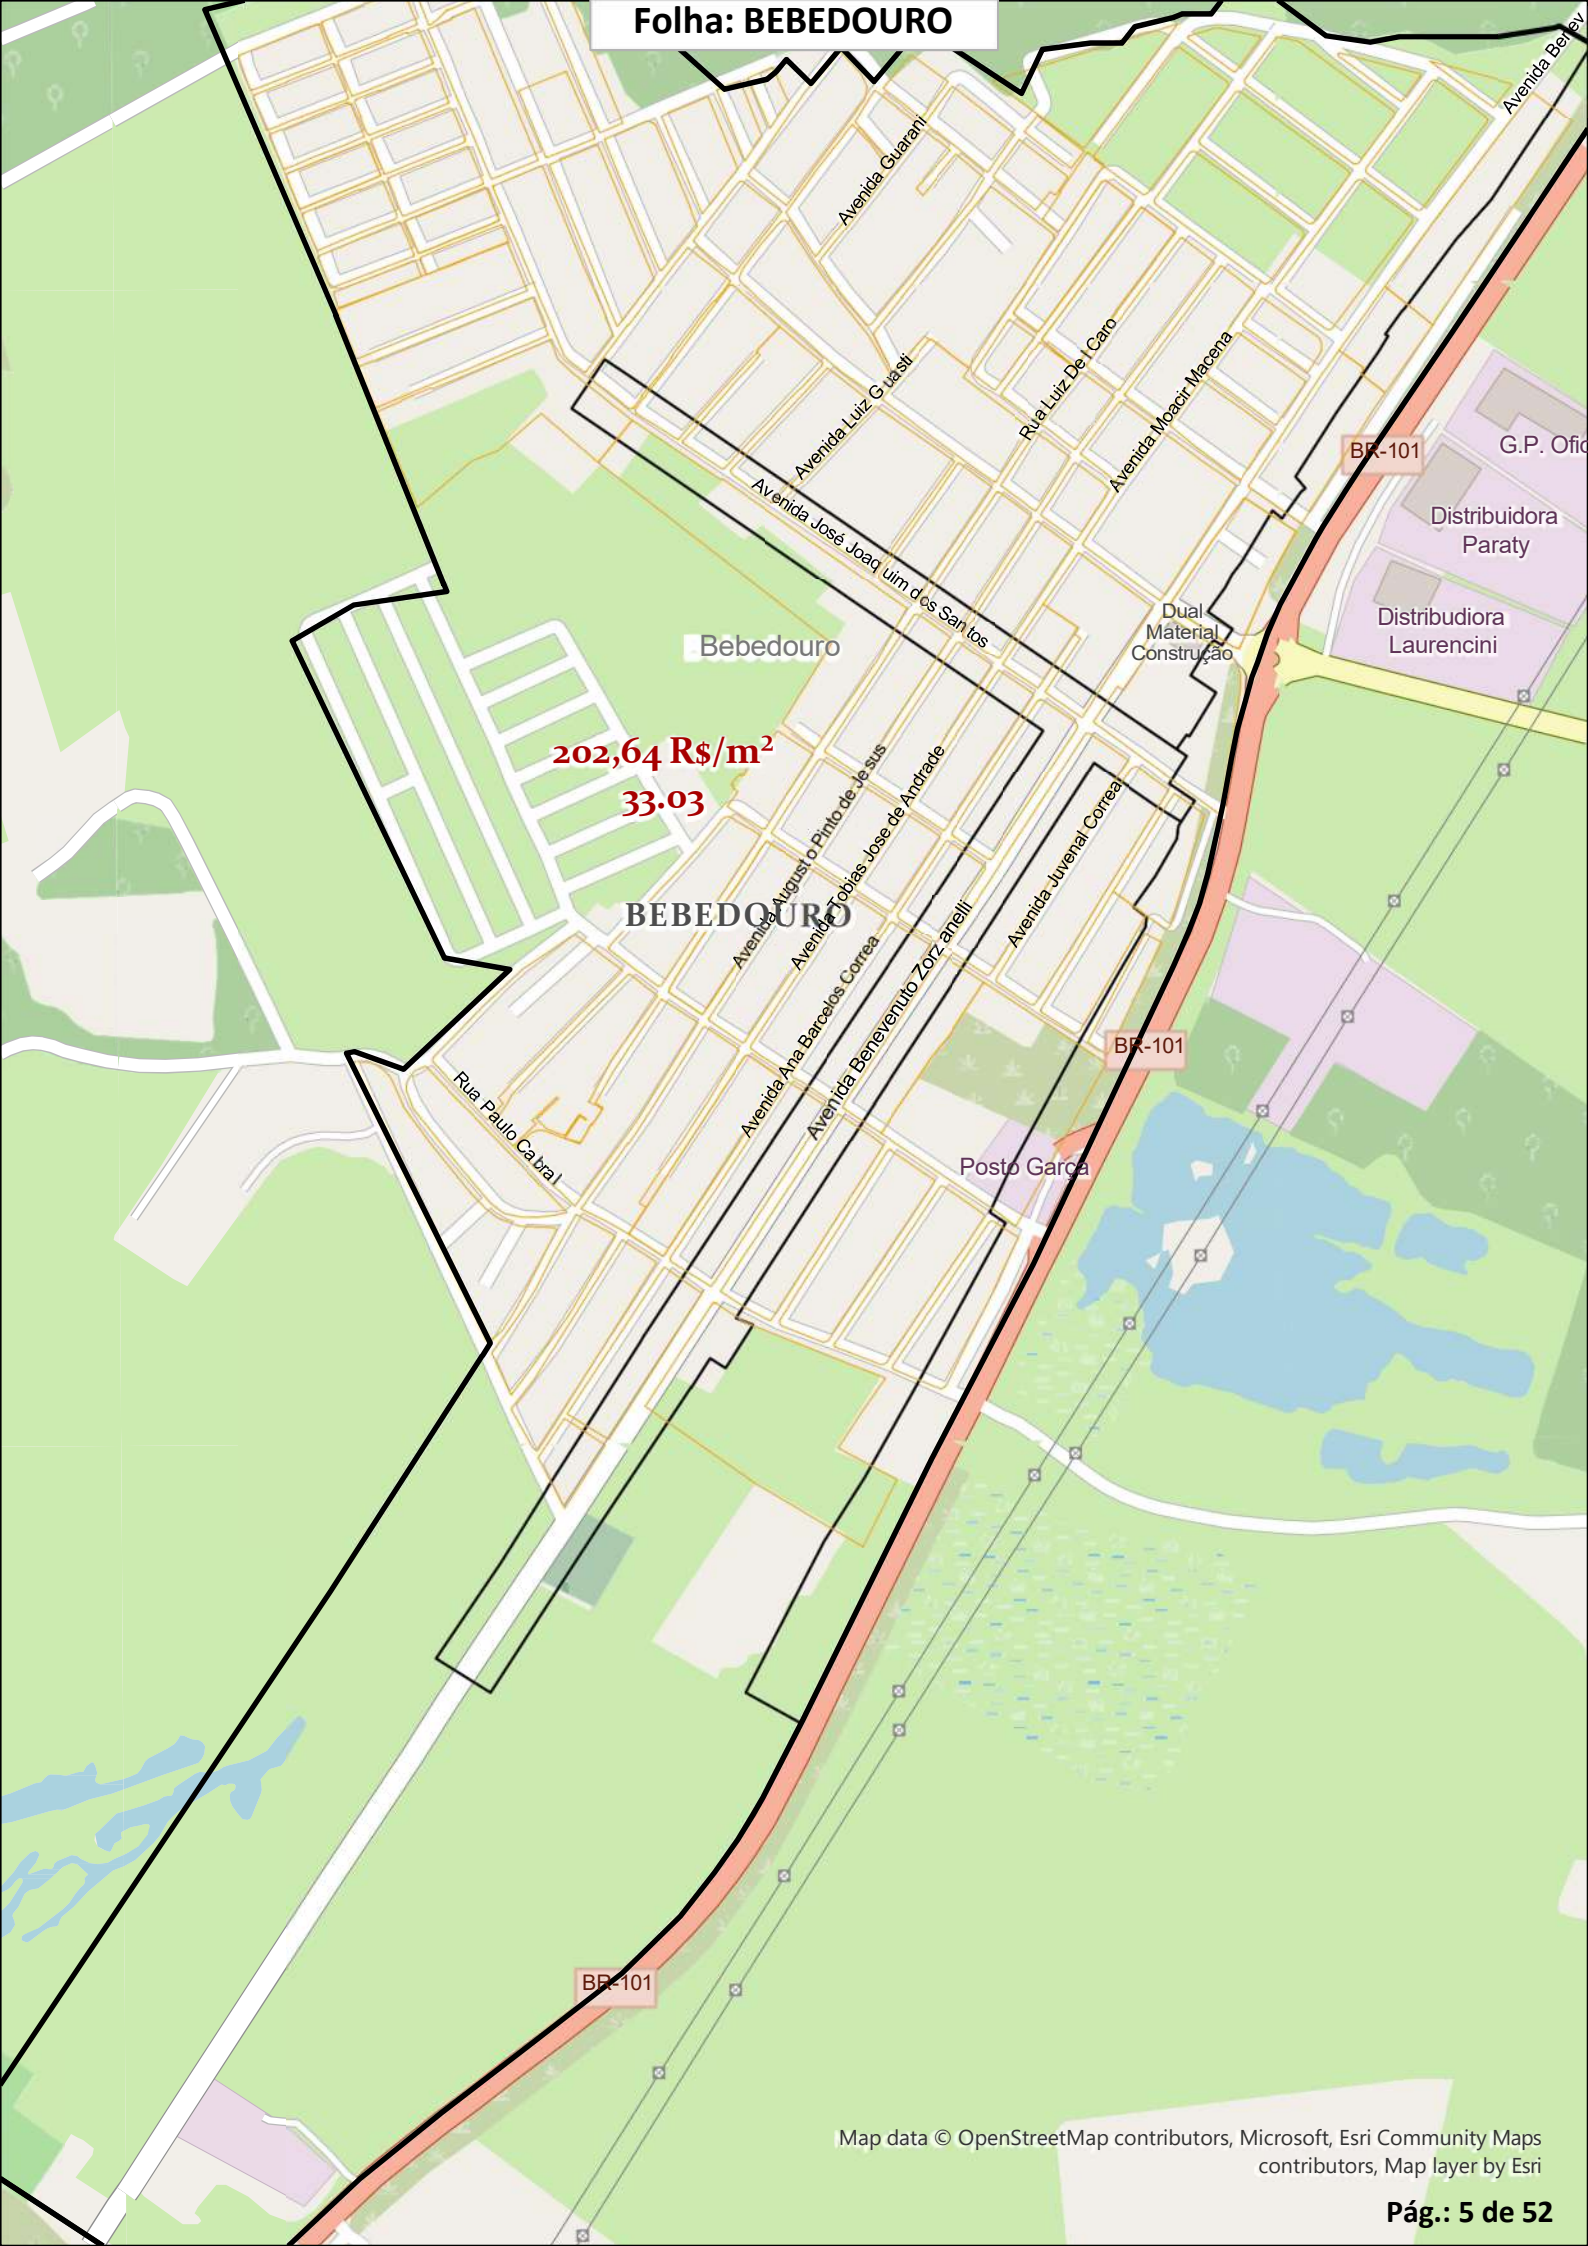 Folha: BEBEDOURO
Avenida Benev
Avenida Guarani
Rua Luiz Del Caro
Avenida Moacir Macena
Avenida Luiz Guasti
BR-101
G.P. Ofic
Distribuidora
Paraty
Avenida José Joaquim dos Santos
Dual
Material
Construção
Distribudiora
Laurencini
Bebedouro
202,64 R$/m²
33.03
Avenida Augusto Pinto de Jesus
Avenida Tobias Jose de Andrade
Avenida Juvenal Correa
BEBEDOURO
Avenida Ana Barcelos Correa
Avenida Benevenuto Zorzanelli
BR-101
Rua Paulo Cabral
Posto Garça
BR-101
Map data © OpenStreetMap contributors, Microsoft, Esri Community Maps
contributors, Map layer by Esri
Pág.: 5 de 52